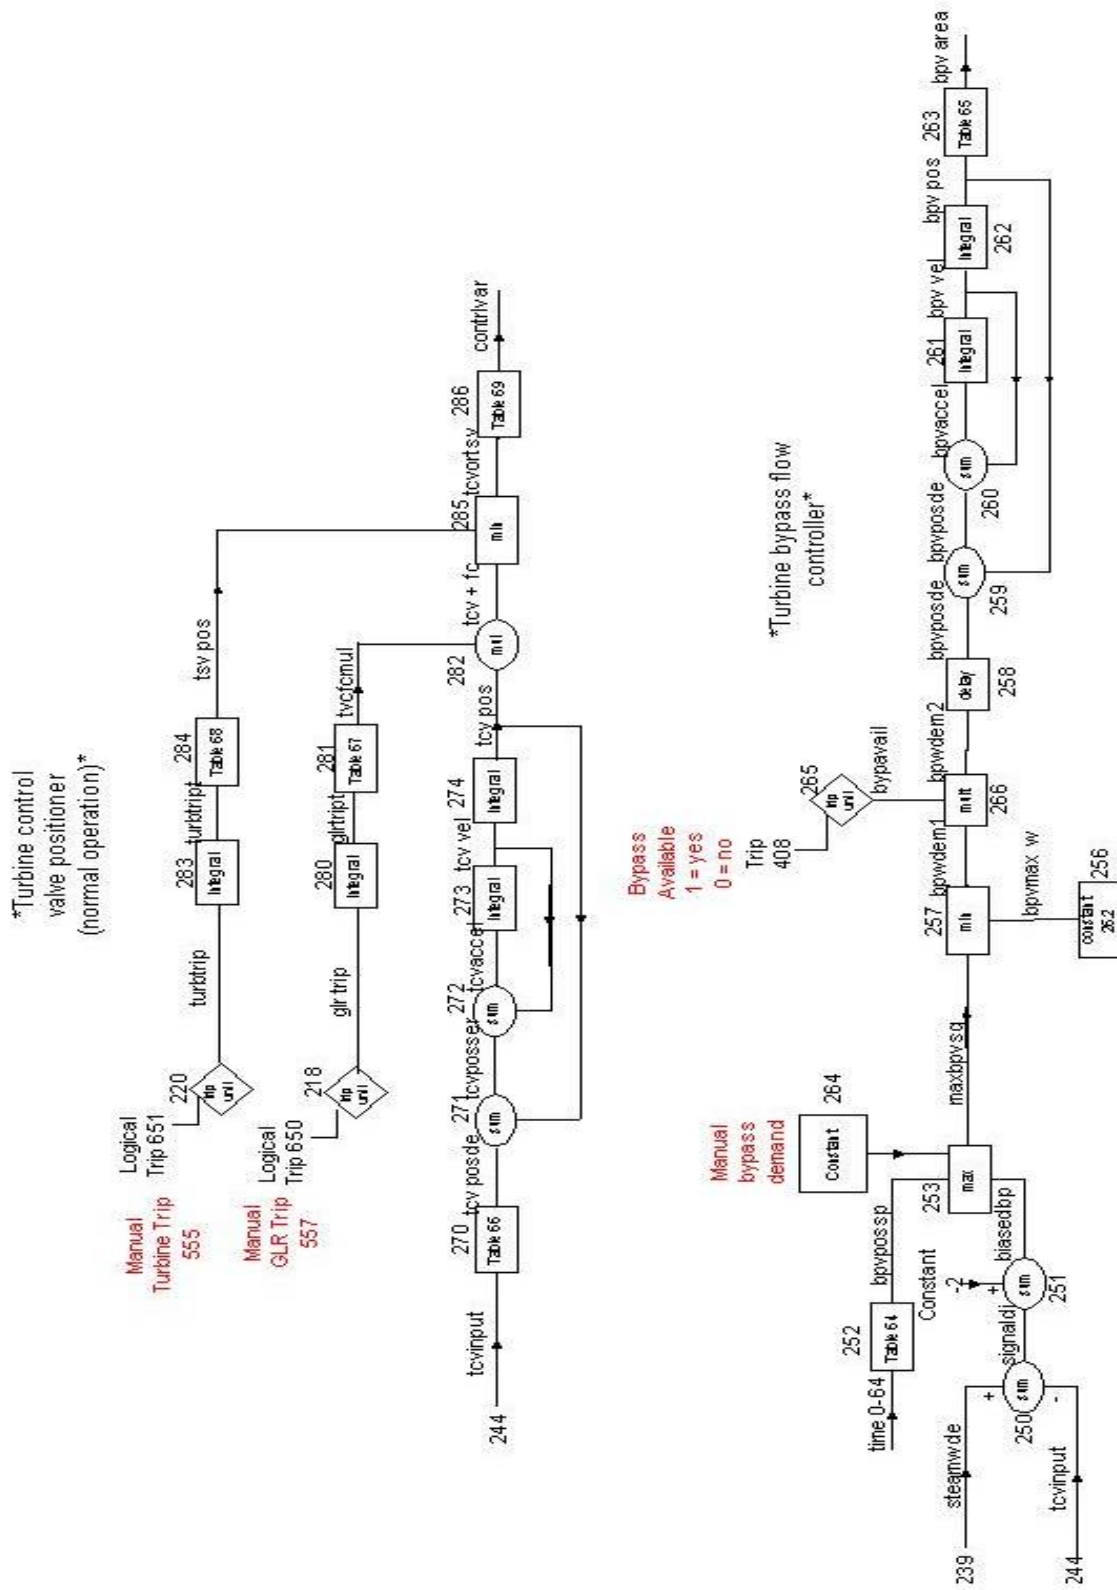 *Turbine control
valve positioner
(normal operation)*
Manual
Turbine Trip
555
Logical
Trip 651
220
trip
unit
turbtrip
283
Integral
turbtript
284
Table 68
tsv pos
Manual
GLR Trip
557
Logical
Trip 650
218
trip
unit
glr trip
280
Integral
glrtript
281
Table 67
tvcfcmul
244
tcvinput
270
Table 66
tcv posde
271
sum
tcvposser
272
sum
tcvaccel
273
Integral
tcv vel
274
Integral
tcv pos
282
mul
tcv + fc
285
min
tcvortsv
286
Table 69
contrlvar
*Turbine bypass flow
controller*
Bypass
Available
1 = yes
0 = no
Trip
408
265
trip
unit
bypavail
Manual
bypass
demand
264
Constant
time 0-64
252
Table 64
bpvpossp
Constant
-2
+
239
steamwde
+
244
tcvinput
-
250
sum
signaldi
251
sum
biasedbp
253
max
maxbpvsg
257
min
bpvmax w
256
constant
262
bpwdem1
266
mult
bpwdem2
258
delay
bpvposde
259
sum
bpvposde
260
sum
bpvaccel
261
Integral
bpv vel
262
Integral
bpv pos
263
Table 65
bpv area